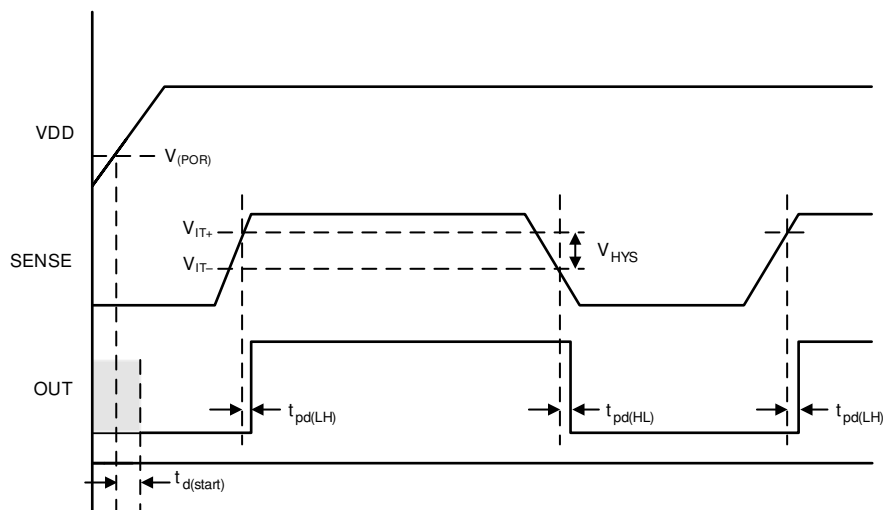 VDD
V(POR)
VIT+
SENSE
VIT–
VHYS
OUT
tpd(LH)
tpd(HL)
tpd(LH)
td(start)